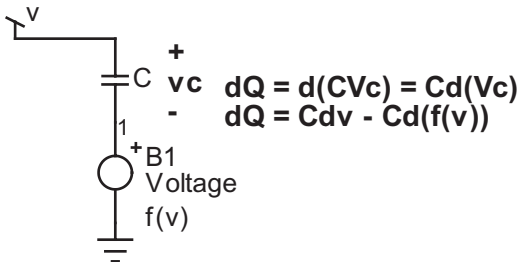 v
+
C vc dQ = d(CVc) = Cd(Vc)
- dQ = Cdv - Cd(f(v))
1
+ B1
Voltage
f(v)